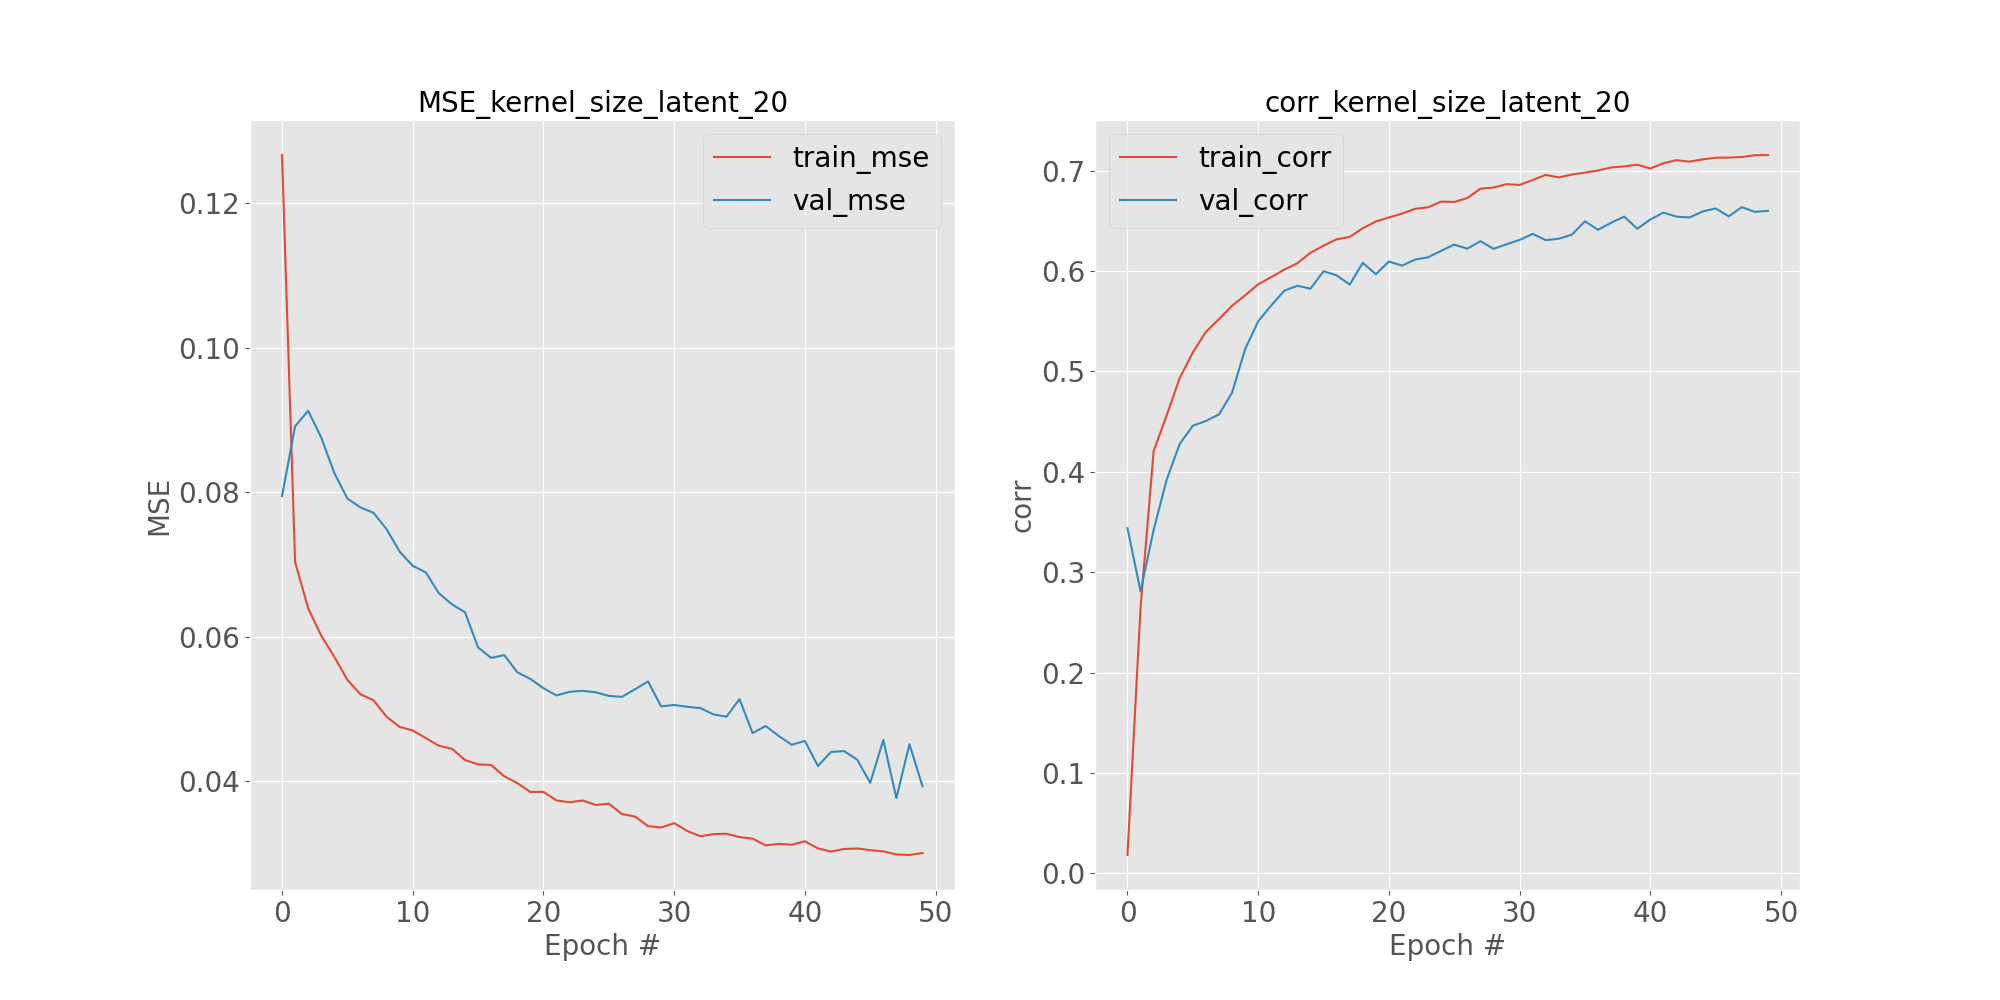 MSE_kernel_size_latent_20
train_mse
val_mse
0.12
0.10
0.08
0.06
0.04
MSE
0 10 20 30 40 50
Epoch #
corr_kernel_size_latent_20
train_corr
val_corr
0.7
0.6
0.5
0.4
0.3
0.2
0.1
0.0
corr
0 10 20 30 40 50
Epoch #